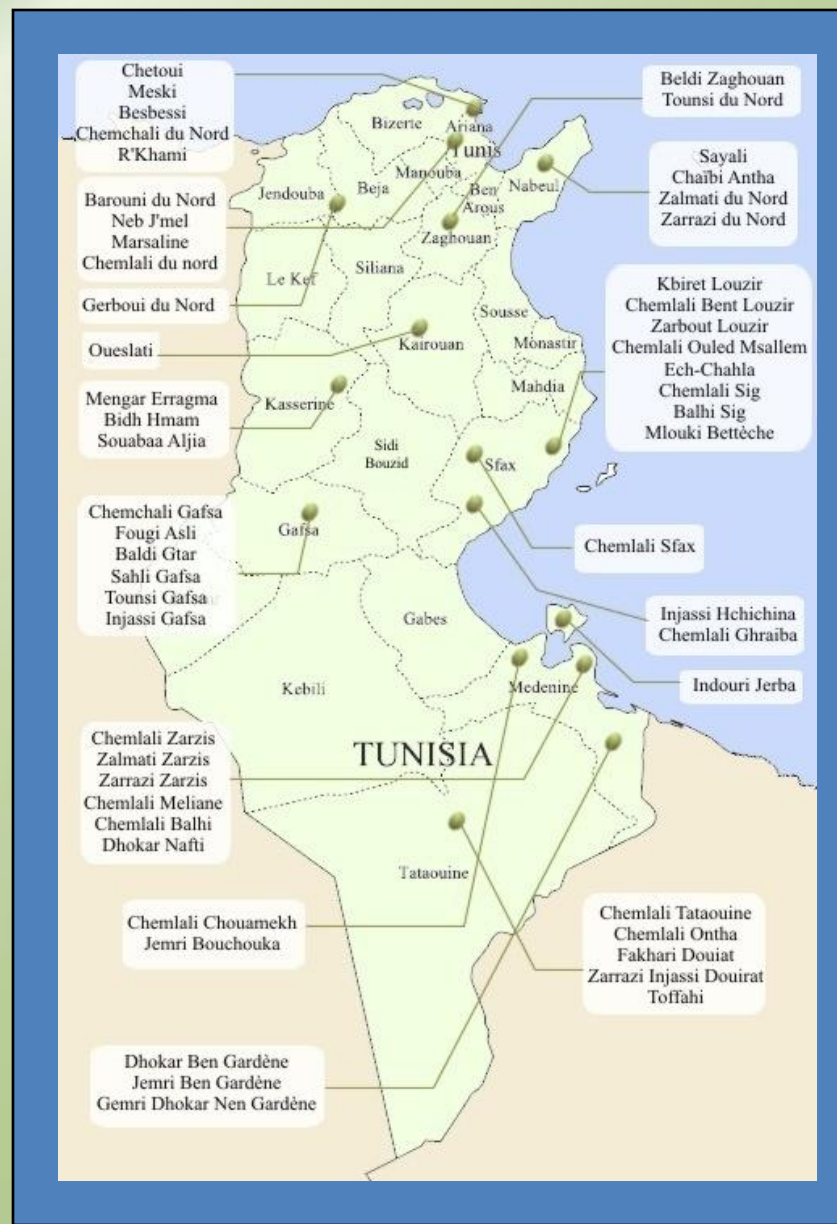 Chetoui
Meski
Besbessi
Chemchali du Nord
R'Khami
Beldi Zaghouan
Tounsi du Nord
Barouni du Nord
Neb J'mel
Marsaline
Chemlali du nord
Sayali
Chaïbi Antha
Zalmati du Nord
Zarrazi du Nord
Gerboui du Nord
Oueslati
Mengar Erragma
Bidh Hmam
Souabaa Aljia
Kbiret Louzir
Chemlali Bent Louzir
Zarbout Louzir
Chemlali Ouled Msallem
Ech-Chahla
Chemlali Sig
Balhi Sig
Mlouki Bettèche
Chemchali Gafsa
Fougi Asli
Baldi Gtar
Sahli Gafsa
Tounsi Gafsa
Injassi Gafsa
Chemlali Sfax
Injassi Hchichina
Chemlali Ghraiba
Indouri Jerba
Chemlali Zarzis
Zalmati Zarzis
Zarrazi Zarzis
Chemlali Meliane
Chemlali Balhi
Dhokar Nafti
Chemlali Chouamekh
Jemri Bouchouka
Chemlali Tataouine
Chemlali Ontha
Fakhari Douiat
Zarrazi Injassi Douirat
Toffahi
Dhokar Ben Gardène
Jemri Ben Gardène
Gemri Dhokar Nen Gardène
Bizerte
Ariana
Tunis
Manouba
Jendouba
Beja
Ben
Arous
Nabeul
Zaghouan
Le Kef
Siliana
Sousse
Kairouan
Monastir
Mahdia
Kasserine
Sidi
Bouzid
Sfax
Gafsa
Gabes
Kebili
Medenine
TUNISIA
Tataouine